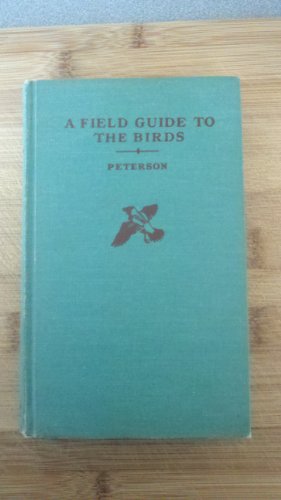 A FIELD GUIDE TO
THE BIRDS
PETERSON